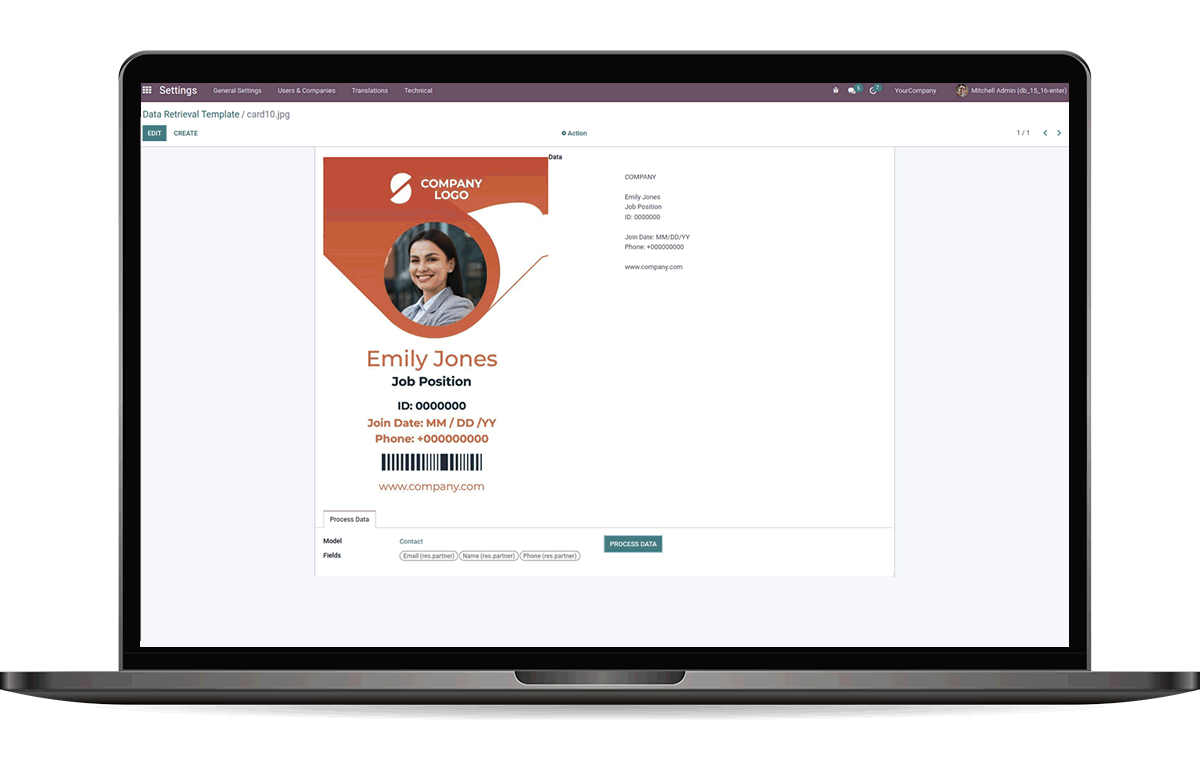 Settings General Settings Users & Companies Translations Technical 5 7 YourCompany Mitchell Admin (db_15_16-enter)
Data Retrieval Template / card10.jpg
EDIT CREATE Action 1 / 1
COMPANY
LOGO
Emily Jones
Job Position
ID: 0000000
Join Date: MM / DD /YY
Phone: +000000000
www.company.com
Data
COMPANY
Emily Jones
Job Position
ID: 0000000
Join Date: MM/DD/YY
Phone: +000000000
www.company.com
Process Data
Model Contact PROCESS DATA
Fields Email (res.partner) Name (res.partner) Phone (res.partner)